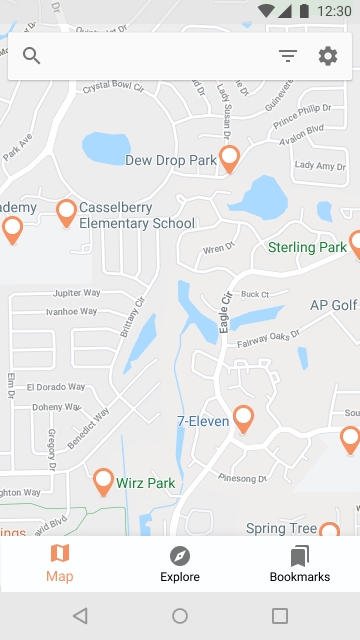 12:30
Dr
Crystal Bowl Cir
Lady Susan Dr
Guinevere
Prince Philip Dr
Park Ave
Avalon Blvd
Dew Drop Park
Lady Amy Dr
ademy
Casselberry
Elementary School
Wren Dr
Sterling Park
Jupiter Way
Buck Ct
Ivanhoe Way
Brittany Cir
Eagle Cir
AP Golf
Fairway Oaks Dr
Elm Dr
El Dorado Way
Doheny Way
Benedict Way
7-Eleven
Sou
Gregory Dr
Wirz Park
Pinesong Dr
ghton Way
avid Blvd
Spring Tree
ings
Map
Explore
Bookmarks